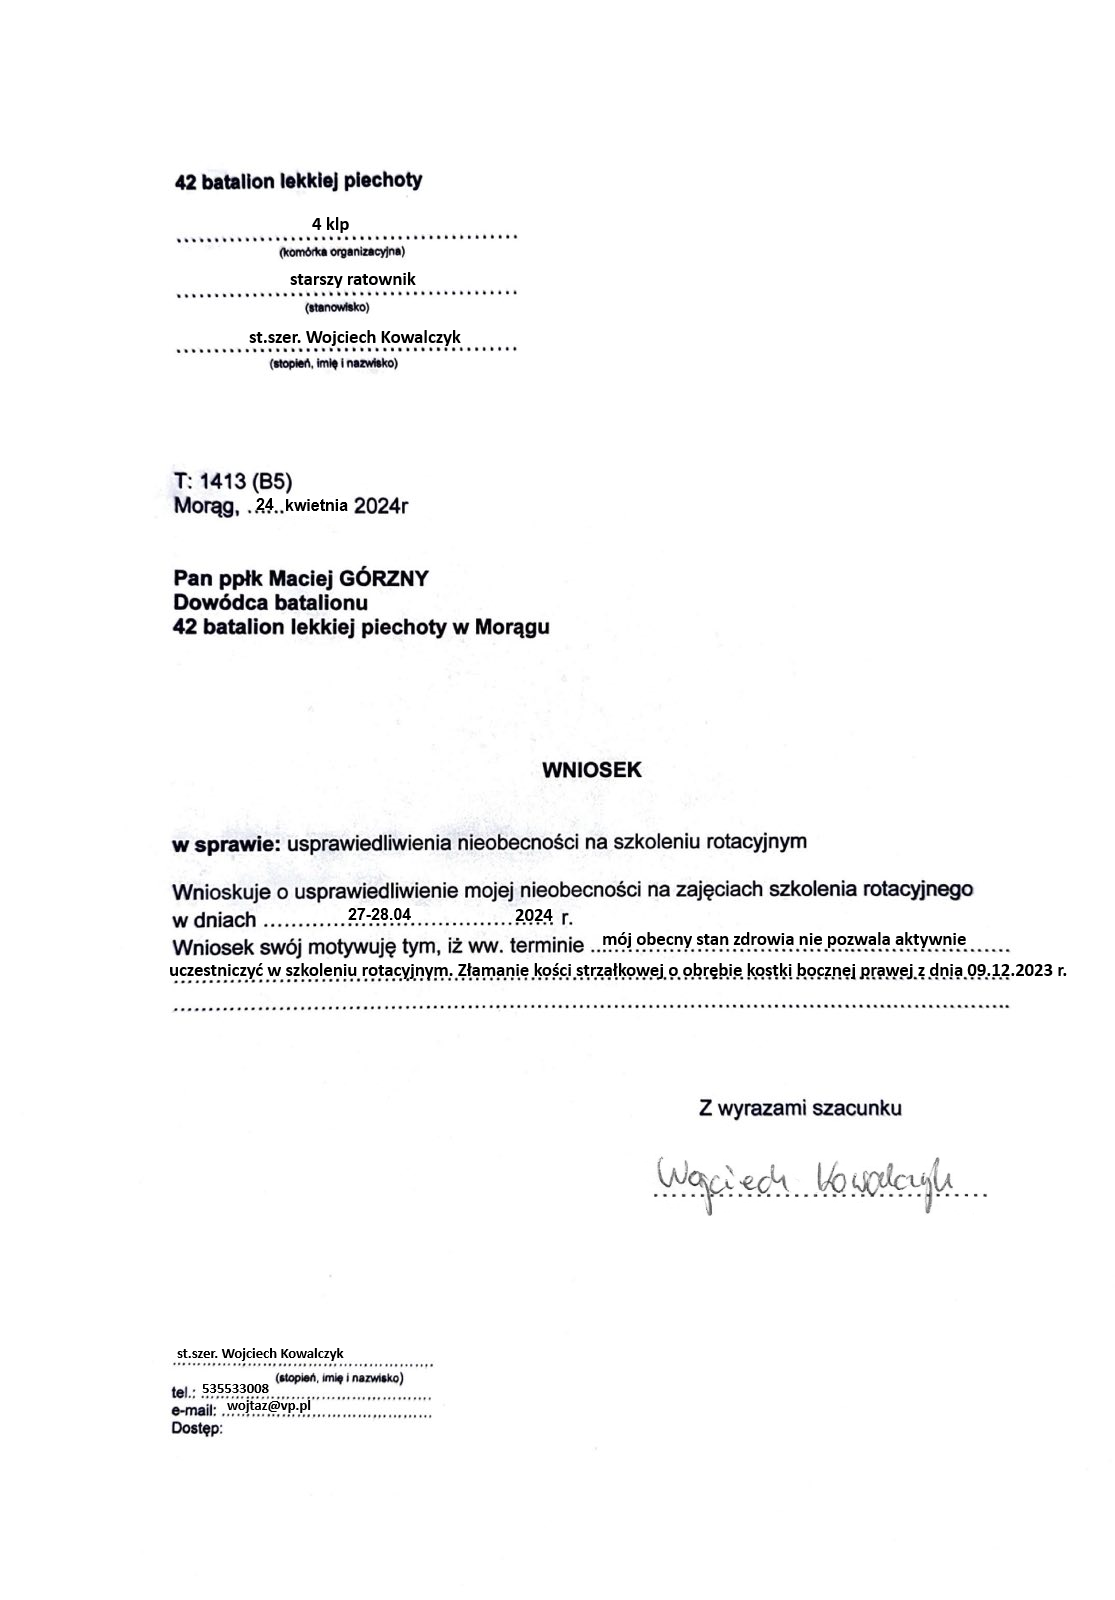 42 batalion lekkiej piechoty
4 klp
(komórka organizacyjna)
starszy ratownik
(stanowisko)
st.szer. Wojciech Kowalczyk
(stopień, imię i nazwisko)
T: 1413 (B5)
Morąg, .24..kwietnia 2024r
Pan ppłk Maciej GÓRZNY
Dowódca batalionu
42 batalion lekkiej piechoty w Morągu
WNIOSEK
w sprawie: usprawiedliwienia nieobecności na szkoleniu rotacyjnym
Wnioskuje o usprawiedliwienie mojej nieobecności na zajęciach szkolenia rotacyjnego
w dniach ..........27-28.04..............2024 r.
Wniosek swój motywuję tym, iż ww. terminie ..mój obecny stan zdrowia nie pozwala aktywnie......
uczestniczyć w szkoleniu rotacyjnym. Złamanie kości strzałkowej o obrębie kostki bocznej prawej z dnia 09.12.2023 r.
Z wyrazami szacunku
Wojciech Kowalczyk
st.szer. Wojciech Kowalczyk
(stopień, imię i nazwisko)
tel.: 535533008
e-mail: wojtaz@vp.pl
Dostęp: